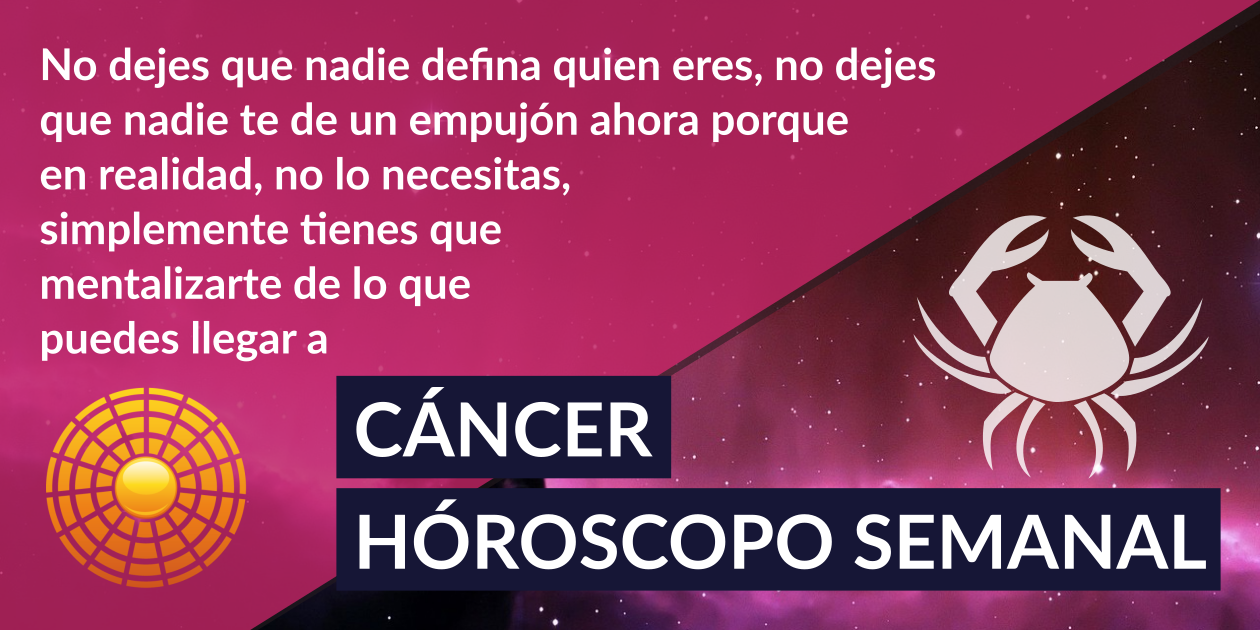 No dejes que nadie defina quien eres, no dejes
que nadie te de un empujón ahora porque
en realidad, no lo necesitas,
simplemente tienes que
mentalizarte de lo que
puedes llegar a
CÁNCER
HÓROSCOPO SEMANAL